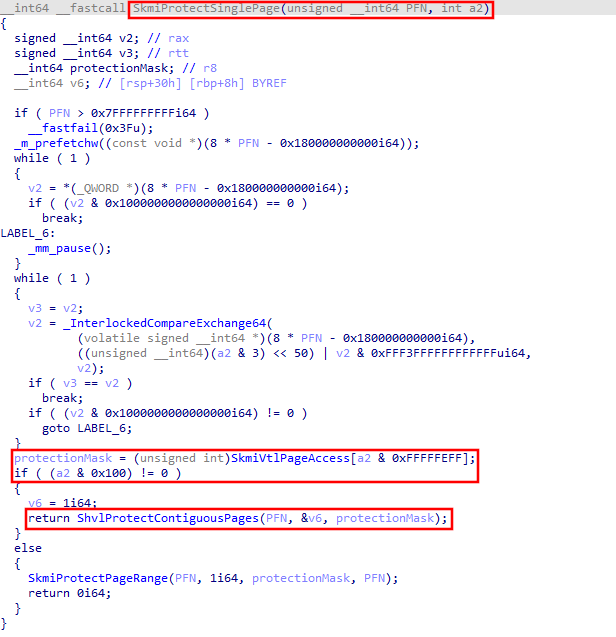 __int64 __fastcall SkmiProtectSinglePage(unsigned __int64 PFN, int a2)
{
signed __int64 v2; // rax
signed __int64 v3; // rtt
__int64 protectionMask; // r8
__int64 v6; // [rsp+30h] [rbp+8h] BYREF
if ( PFN > 0x7FFFFFFFFFi64 )
__fastfail(0x3Fu);
_m_prefetchw((const void *)(8 * PFN - 0x180000000000i64));
while ( 1 )
{
v2 = *(_QWORD *)(8 * PFN - 0x180000000000i64);
if ( (v2 & 0x1000000000000000i64) == 0 )
break;
LABEL_6:
_mm_pause();
}
while ( 1 )
{
v3 = v2;
v2 = _InterlockedCompareExchange64(
(volatile signed __int64 *)(8 * PFN - 0x180000000000i64),
((unsigned __int64)(a2 & 3) << 50) | v2 & 0xFFF3FFFFFFFFFFFFui64,
v2);
if ( v3 == v2 )
break;
if ( (v2 & 0x1000000000000000i64) != 0 )
goto LABEL_6;
}
protectionMask = (unsigned int)SkmiVtlPageAccess[a2 & 0xFFFFFEFF];
if ( (a2 & 0x100) != 0 )
{
v6 = 1i64;
return ShvlProtectContiguousPages(PFN, &v6, protectionMask);
}
else
{
SkmiProtectPageRange(PFN, 1i64, protectionMask, PFN);
return 0i64;
}
}